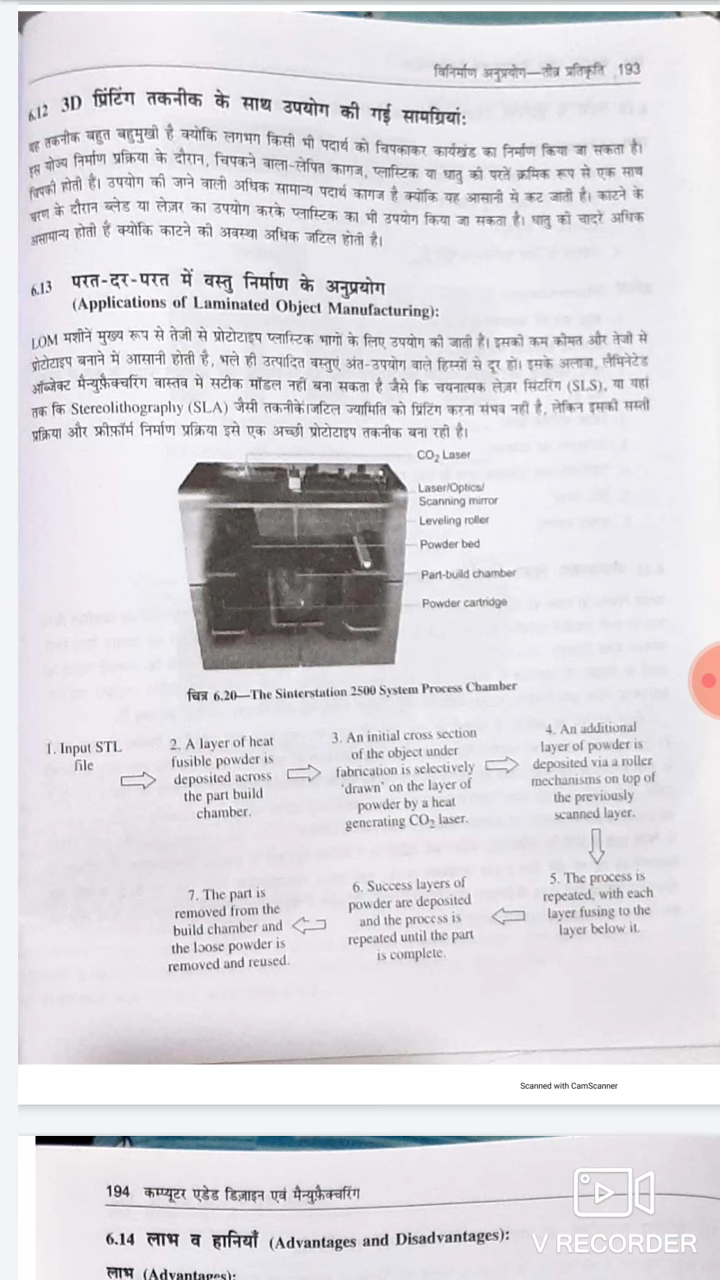 विनिर्माण अनुप्रयोग—तीव्र प्रतिकृति 193
6.12 3D प्रिंटिंग तकनीक के साथ उपयोग की गई सामग्रियां:
यह तकनीक बहुत बहुमुखी है क्योंकि लगभग किसी भी पदार्थ को चिपकाकर कार्यखंड का निर्माण किया जा सकता है।
इस योज्य निर्माण प्रक्रिया के दौरान, चिपकने वाला-लेपित कागज, प्लास्टिक या धातु की परतें क्रमिक रूप से एक साथ
चिपकी होती हैं। उपयोग की जाने वाली अधिक सामान्य पदार्थ कागज है क्योंकि यह आसानी से कट जाती है। काटने के
चरण के दौरान ब्लेड या लेज़र का उपयोग करके प्लास्टिक का भी उपयोग किया जा सकता है। धातु की चादरें अधिक
असामान्य होती हैं क्योंकि काटने की अवस्था अधिक जटिल होती है।
6.13 परत-दर-परत में वस्तु निर्माण के अनुप्रयोग
(Applications of Laminated Object Manufacturing):
LOM मशीनें मुख्य रूप से तेजी से प्रोटोटाइप प्लास्टिक भागों के लिए उपयोग की जाती हैं। इसकी कम कीमत और तेजी से
प्रोटोटाइप बनाने में आसानी होती है, भले ही उत्पादित वस्तुएं अंत-उपयोग वाले हिस्सों से दूर हों। इसके अलावा, लैमिनेटेड
ऑब्जेक्ट मैन्युफ़ैक्चरिंग वास्तव में सटीक मॉडल नहीं बना सकता है जैसे कि चयनात्मक लेज़र सिंटरिंग (SLS), या यहां
तक कि Stereolithography (SLA) जैसी तकनीकें।जटिल ज्यामिति को प्रिंटिंग करना संभव नहीं है, लेकिन इसकी सस्ती
प्रक्रिया और फ्रीफ़ॉर्म निर्माण प्रक्रिया इसे एक अच्छी प्रोटोटाइप तकनीक बना रही है।
CO₂ Laser
Laser/Optics/
Scanning mirror
Leveling roller
Powder bed
Part-build chamber
Powder cartridge
चित्र 6.20—The Sinterstation 2500 System Process Chamber
1. Input STL
file
2. A layer of heat
fusible powder is
deposited across
the part build
chamber.
3. An initial cross section
of the object under
fabrication is selectively
'drawn' on the layer of
powder by a heat
generating CO₂ laser.
4. An additional
layer of powder is
deposited via a roller
mechanisms on top of
the previously
scanned layer.
5. The process is
repeated, with each
layer fusing to the
layer below it.
6. Success layers of
powder are deposited
and the process is
repeated until the part
is complete.
7. The part is
removed from the
build chamber and
the loose powder is
removed and reused.
Scanned with CamScanner
194 कम्प्यूटर एडेड डिज़ाइन एवं मैन्युफ़ैक्चरिंग
6.14 लाभ व हानियाँ (Advantages and Disadvantages):
लाभ (Advantages):
V RECORDER